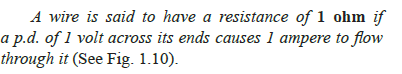 A wire is said to have a resistance of 1 ohm if
a p.d. of 1 volt across its ends causes 1 ampere to flow
through it (See Fig. 1.10).